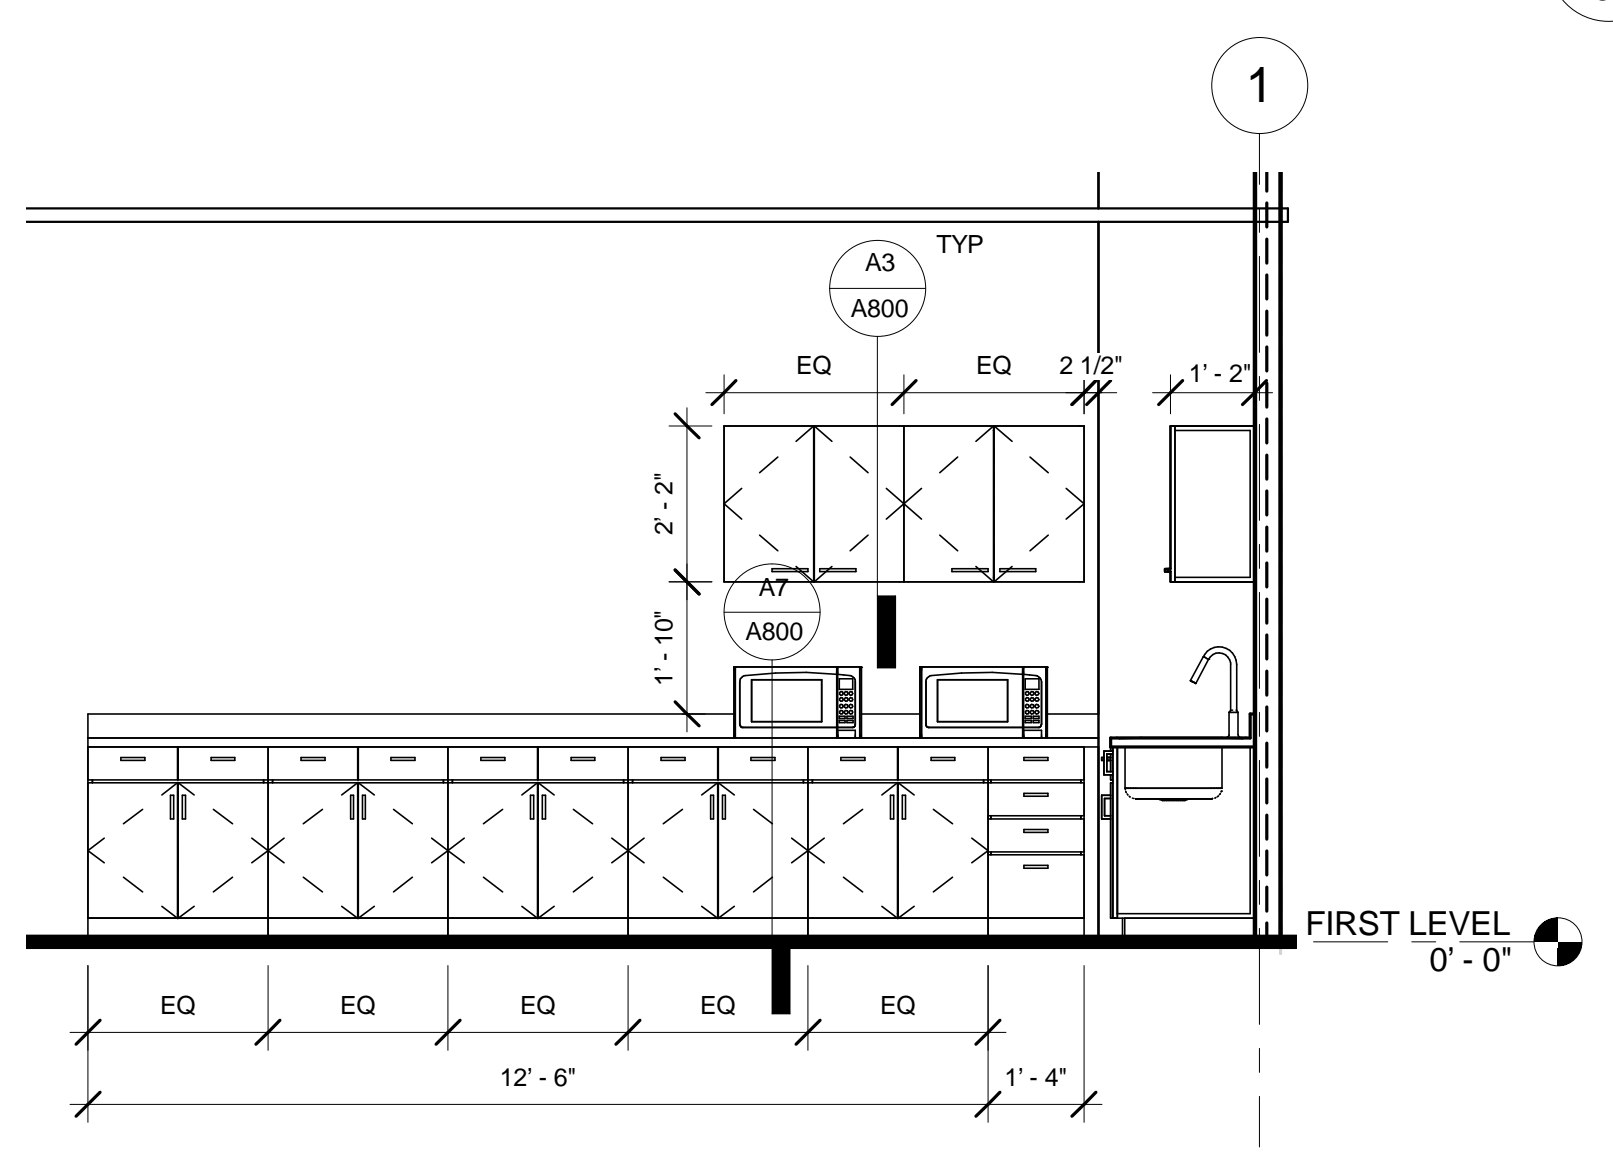 1
TYP
A3
A800
EQ
EQ
2 1/2"
1' - 2"
2' - 2"
A7
A800
1' - 10"
FIRST LEVEL
0' - 0"
EQ
EQ
EQ
EQ
EQ
12' - 6"
1' - 4"